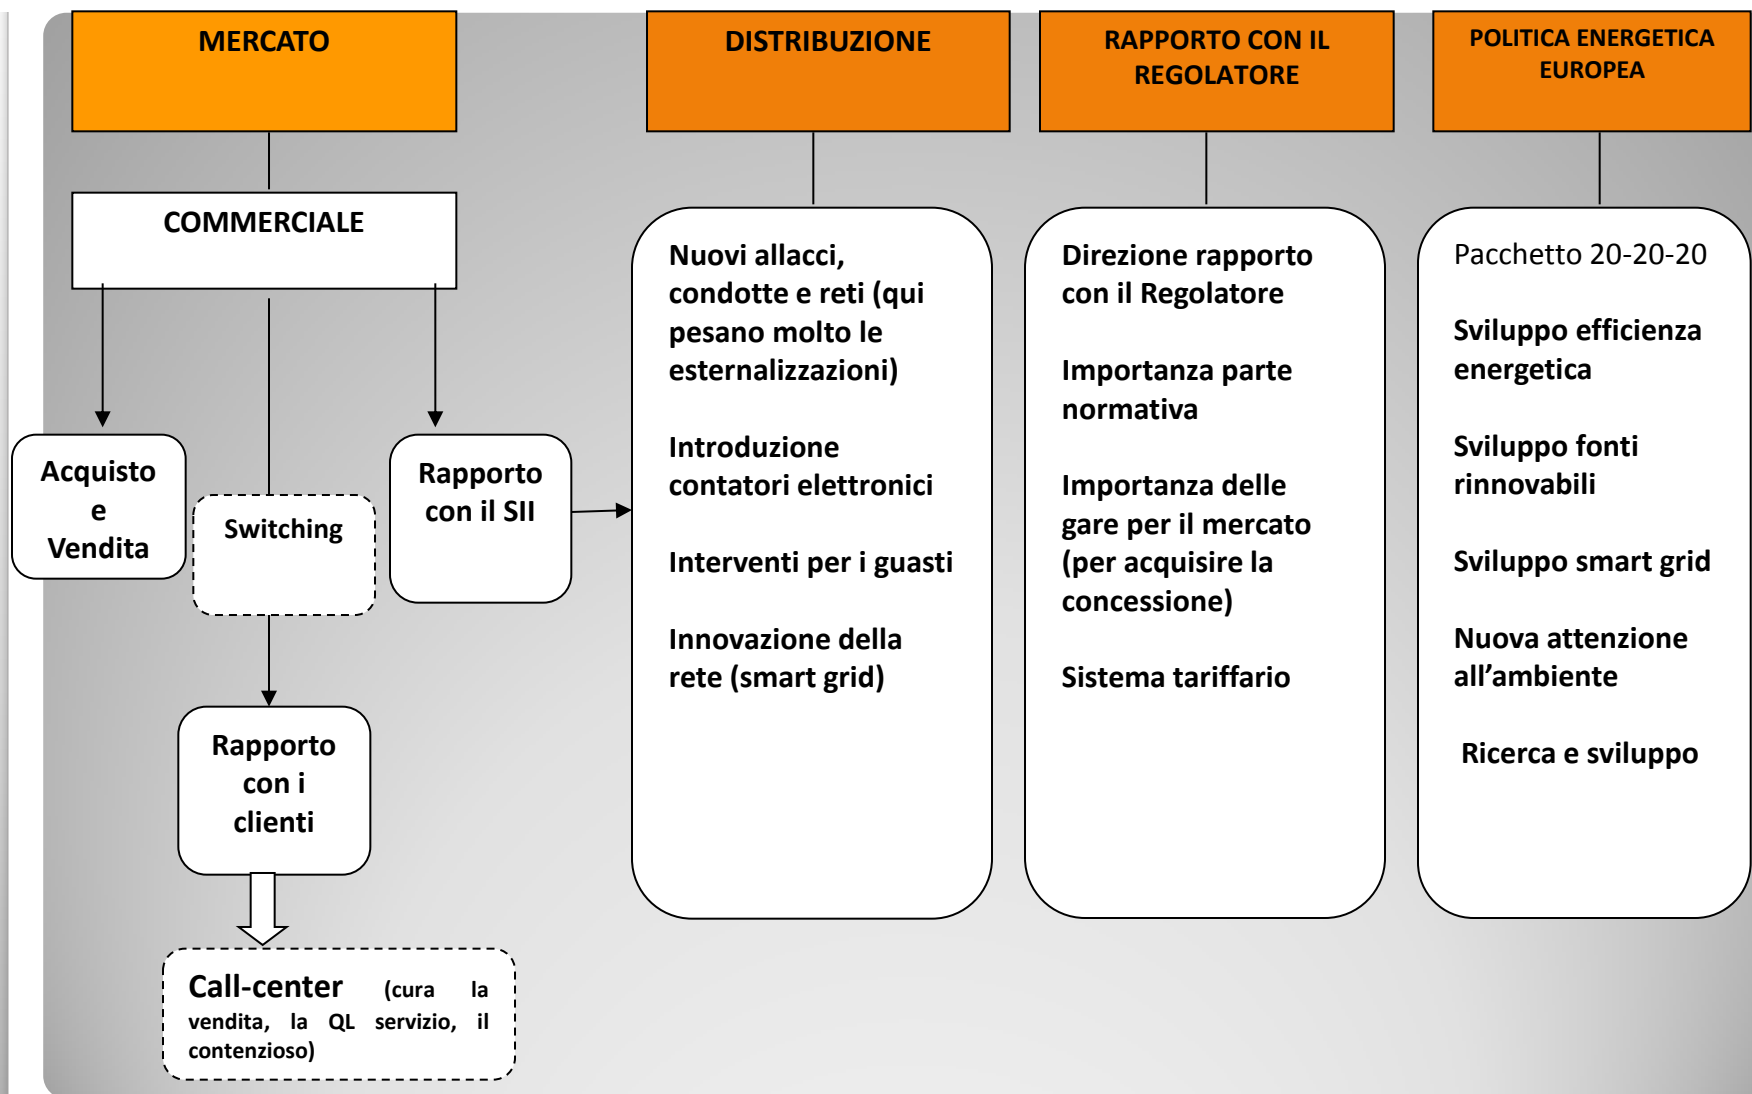 MERCATO
COMMERCIALE
Acquisto
e
Vendita
Switching
Rapporto
con il SII
Rapporto
con i
clienti
Call-center (cura la
vendita, la QL servizio, il
contenzioso)
DISTRIBUZIONE
Nuovi allacci,
condotte e reti (qui
pesano molto le
esternalizzazioni)
Introduzione
contatori elettronici
Interventi per i guasti
Innovazione della
rete (smart grid)
RAPPORTO CON IL
REGOLATORE
Direzione rapporto
con il Regolatore
Importanza parte
normativa
Importanza delle
gare per il mercato
(per acquisire la
concessione)
Sistema tariffario
POLITICA ENERGETICA
EUROPEA
Pacchetto 20-20-20
Sviluppo efficienza
energetica
Sviluppo fonti
rinnovabili
Sviluppo smart grid
Nuova attenzione
all’ambiente
Ricerca e sviluppo